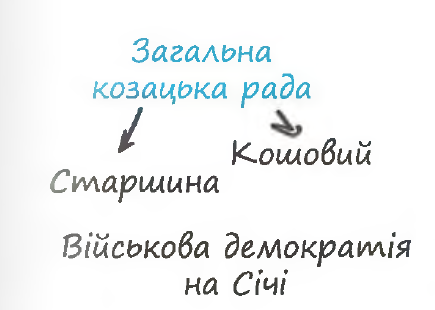 Загальна
козацька рада
Кошовий
Старшина
Військова демократія
на Січі